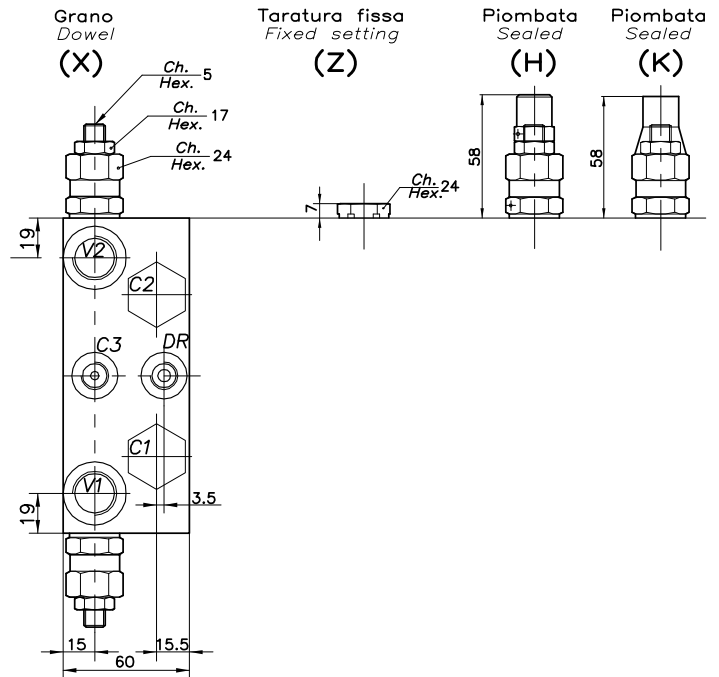 Grano
Dowel
(X)
Taratura fissa
Fixed setting
(Z)
Piombata
Sealed
(H)
Piombata
Sealed
(K)
Ch.
Hex. 5
Ch.
Hex. 17
Ch.
Hex. 24
7
Ch.
Hex. 24
58
58
19
V2
C2
C3
DR
C1
V1
19
3.5
15
15.5
60